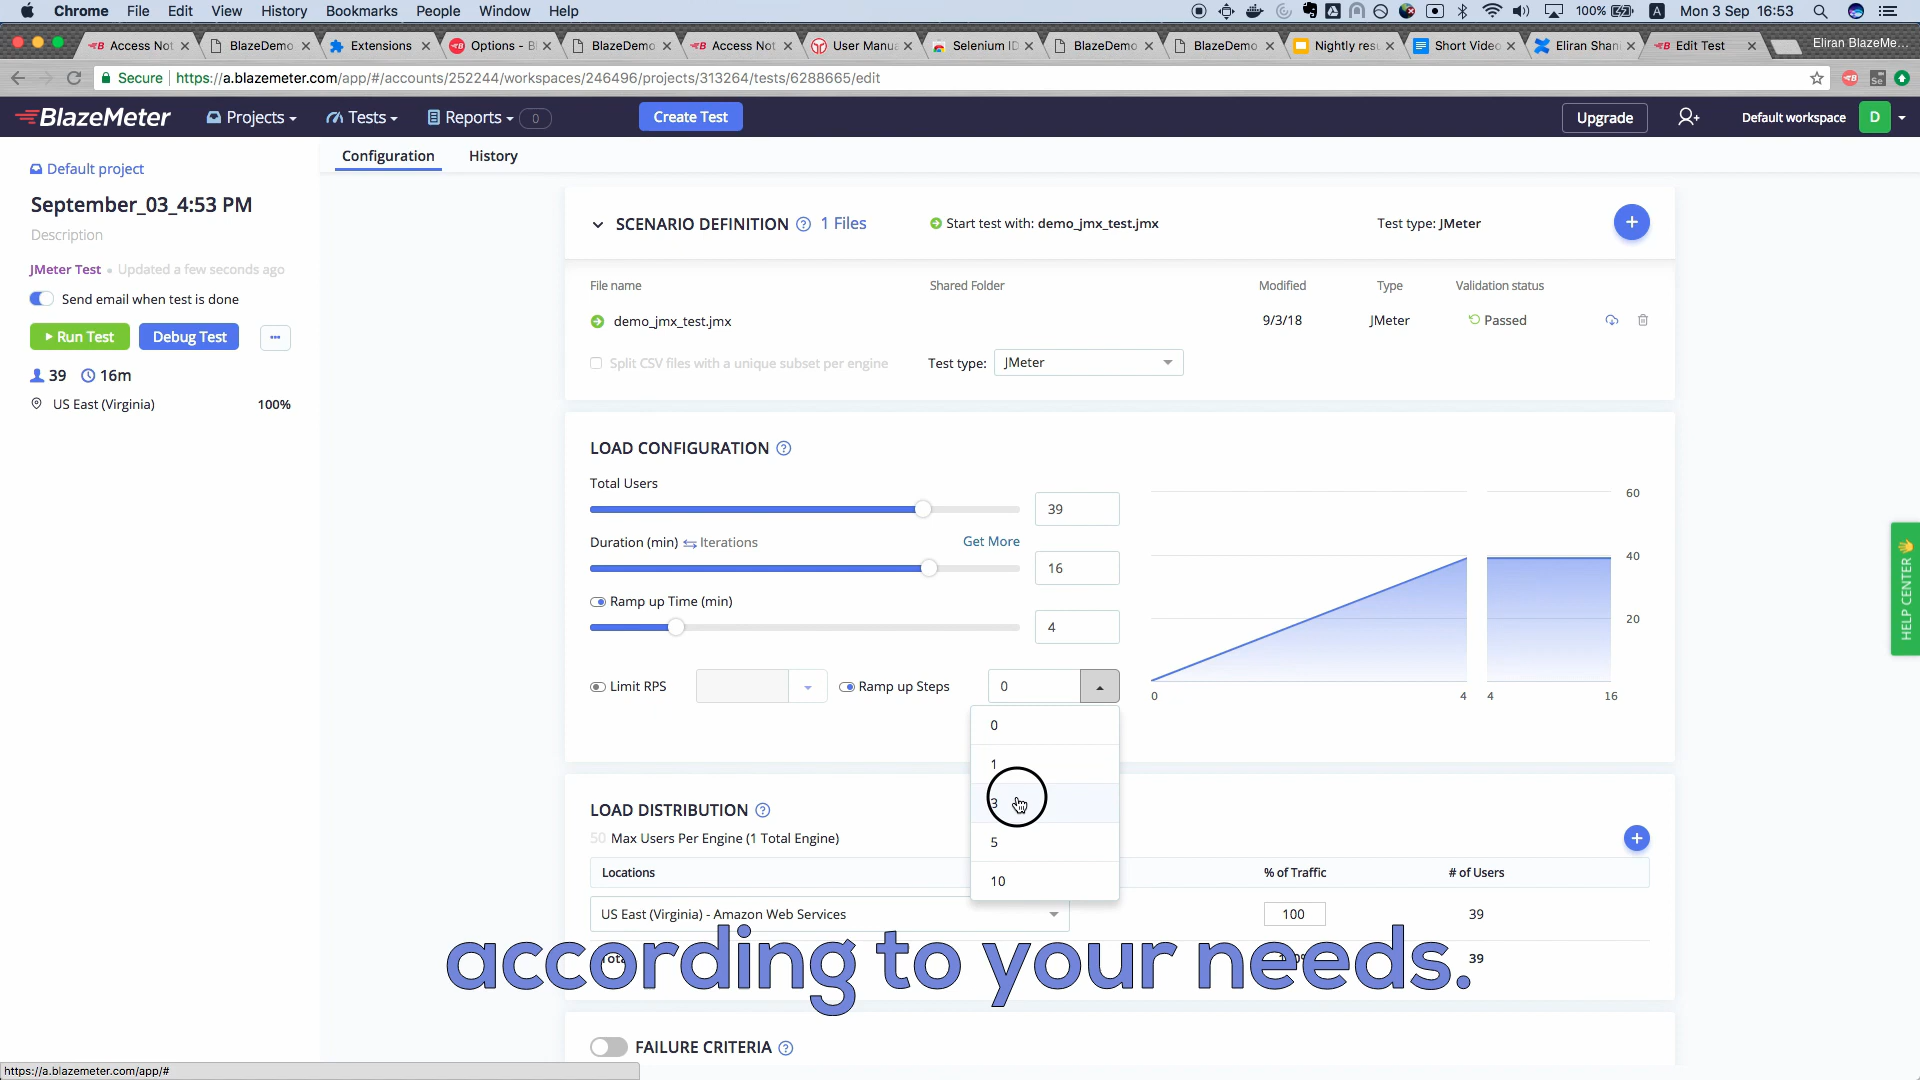 Chrome File Edit View History Bookmarks People Window Help
100% A Mon 3 Sep 16:53
Access Not
BlazeDemo
Extensions
Options - Bl
BlazeDemo
Access Not
User Manua
Selenium ID
BlazeDemo
BlazeDemo
Nightly resu
Short Video
Eliran Shani
Edit Test
Eliran BlazeMe...
Secure https://a.blazemeter.com/app/#/accounts/252244/workspaces/246496/projects/313264/tests/6288665/edit
BlazeMeter
Projects
Tests
Reports 0
Create Test
Upgrade
Default workspace D
Default project
September_03_4:53 PM
Description
JMeter Test • Updated a few seconds ago
Send email when test is done
Run Test
Debug Test
...
39 16m
US East (Virginia) 100%
Configuration
History
SCENARIO DEFINITION ? 1 Files
Start test with: demo_jmx_test.jmx
Test type: JMeter
+
File name Shared Folder Modified Type Validation status
demo_jmx_test.jmx 9/3/18 JMeter Passed
Split CSV files with a unique subset per engine
Test type: JMeter
LOAD CONFIGURATION ?
Total Users
39
Duration (min) Iterations
Get More
16
Ramp up Time (min)
4
Limit RPS
Ramp up Steps
0
0
1
3
5
10
60
40
20
0 4 4 16
LOAD DISTRIBUTION ?
50 Max Users Per Engine (1 Total Engine)
+
Locations % of Traffic # of Users
US East (Virginia) - Amazon Web Services 100 39
39
according to your needs.
FAILURE CRITERIA ?
HELP CENTER
https://a.blazemeter.com/app/#